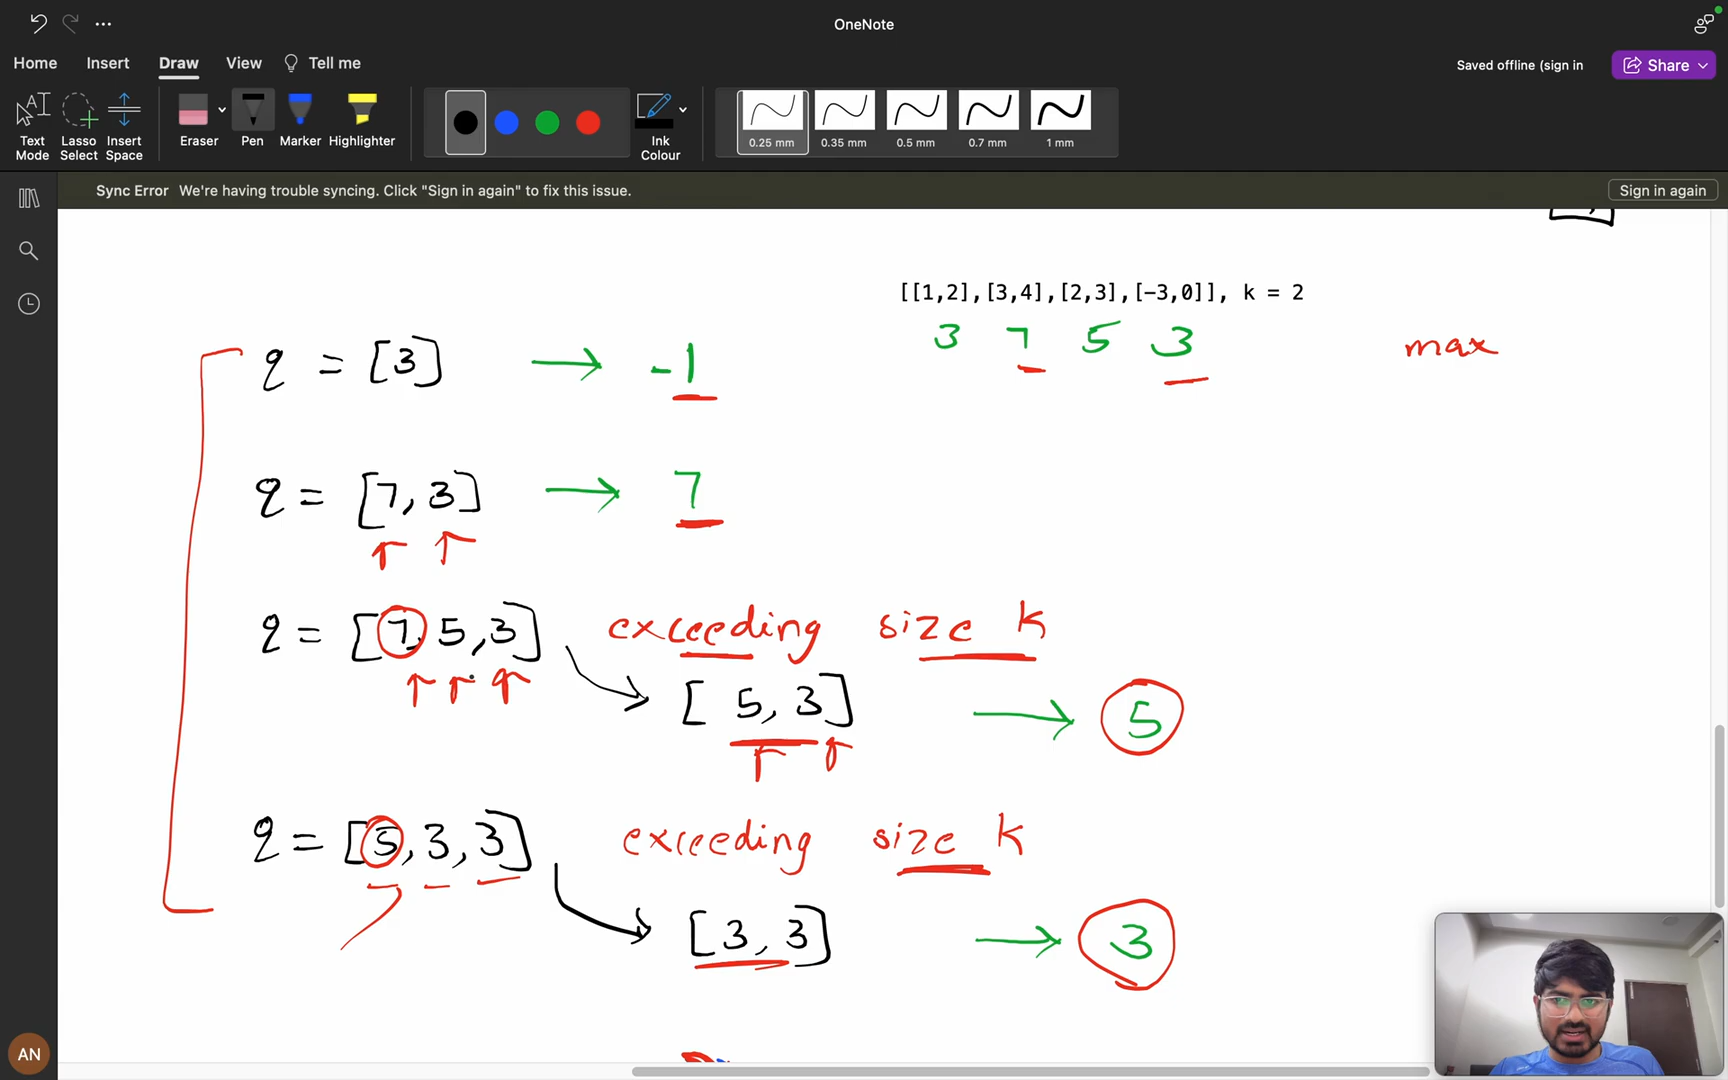 OneNote
Home Insert Draw View Tell me
Saved offline (sign in
Share
Text Mode
Lasso Select
Insert Space
Eraser
Pen
Marker
Highlighter
Ink Colour
0.25 mm
0.35 mm
0.5 mm
0.7 mm
1 mm
Sync Error We're having trouble syncing. Click "Sign in again" to fix this issue.
Sign in again
[[1,2],[3,4],[2,3],[-3,0]], k = 2
3 7 5 3
max
q = [3] → -1
q = [7, 3] → 7
q = [7, 5, 3] exceeding size k
[ 5, 3] → 5
q = [5, 3, 3] exceeding size k
[3, 3] → 3
AN